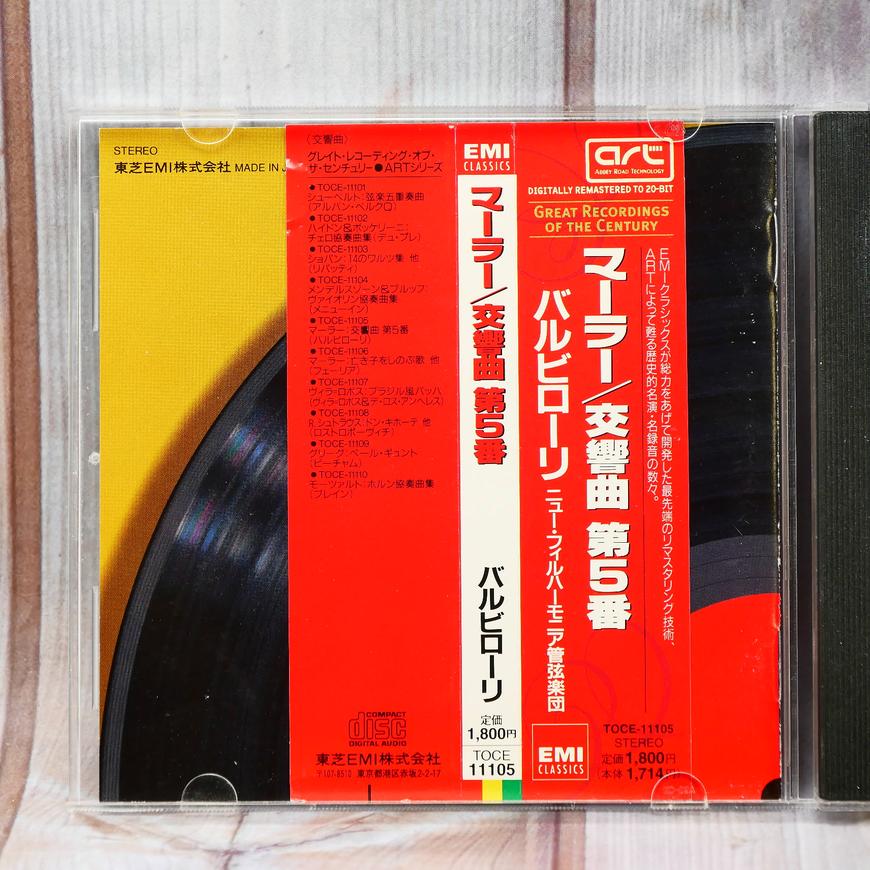 STEREO
東芝EMI株式会社 MADE IN
〈交響曲〉
グレイト・レコーディング・オブ・
ザ・センチュリー●ARTシリーズ
●TOCE-11101
シューベルト:弦楽五重奏曲
(アルバン・ベルクQ)
●TOCE-11102
ハイドン&ボッケリーニ:
チェロ協奏曲集(デュ・プレ)
●TOCE-11103
ショパン:14のワルツ集 他
(リパッティ)
●TOCE-11104
メンデルスゾーン&ブルッフ:
ヴァイオリン協奏曲集
(メニューイン)
●TOCE-11105
マーラー:交響曲 第5番
(バルビローリ)
●TOCE-11106
マーラー:亡き子をしのぶ歌 他
(フェーリア)
●TOCE-11107
ヴィラ=ロボス:ブラジル風バッハ
(ヴィラ=ロボス&デ・ロス・アンヘレス)
●TOCE-11108
R.シュトラウス:ドン・キホーテ 他
(ロストロポーヴィチ)
●TOCE-11109
グリーグ:ペール・ギュント
(ビーチャム)
●TOCE-11110
モーツァルト:ホルン協奏曲集
(ブレイン)
COMPACT
disc
DIGITAL AUDIO
東芝EMI株式会社
〒107-8510 東京都港区赤坂2-2-17
EMI
CLASSICS
マーラー/交響曲 第5番
バルビローリ
定価
1,800円
TOCE
11105
art
ABBEY ROAD TECHNOLOGY
DIGITALLY REMASTERED TO 20-BIT
GREAT RECORDINGS
OF THE CENTURY
EMIクラシックスが総力をあげて開発した最先端のリマスタリング技術、
ARTによって甦る歴史的名演・名録音の数々。
マーラー/交響曲 第5番
バルビローリ ニュー・フィルハーモニア管弦楽団
EMI
CLASSICS
TOCE-11105
STEREO
定価1,800円
(本体1,714円)